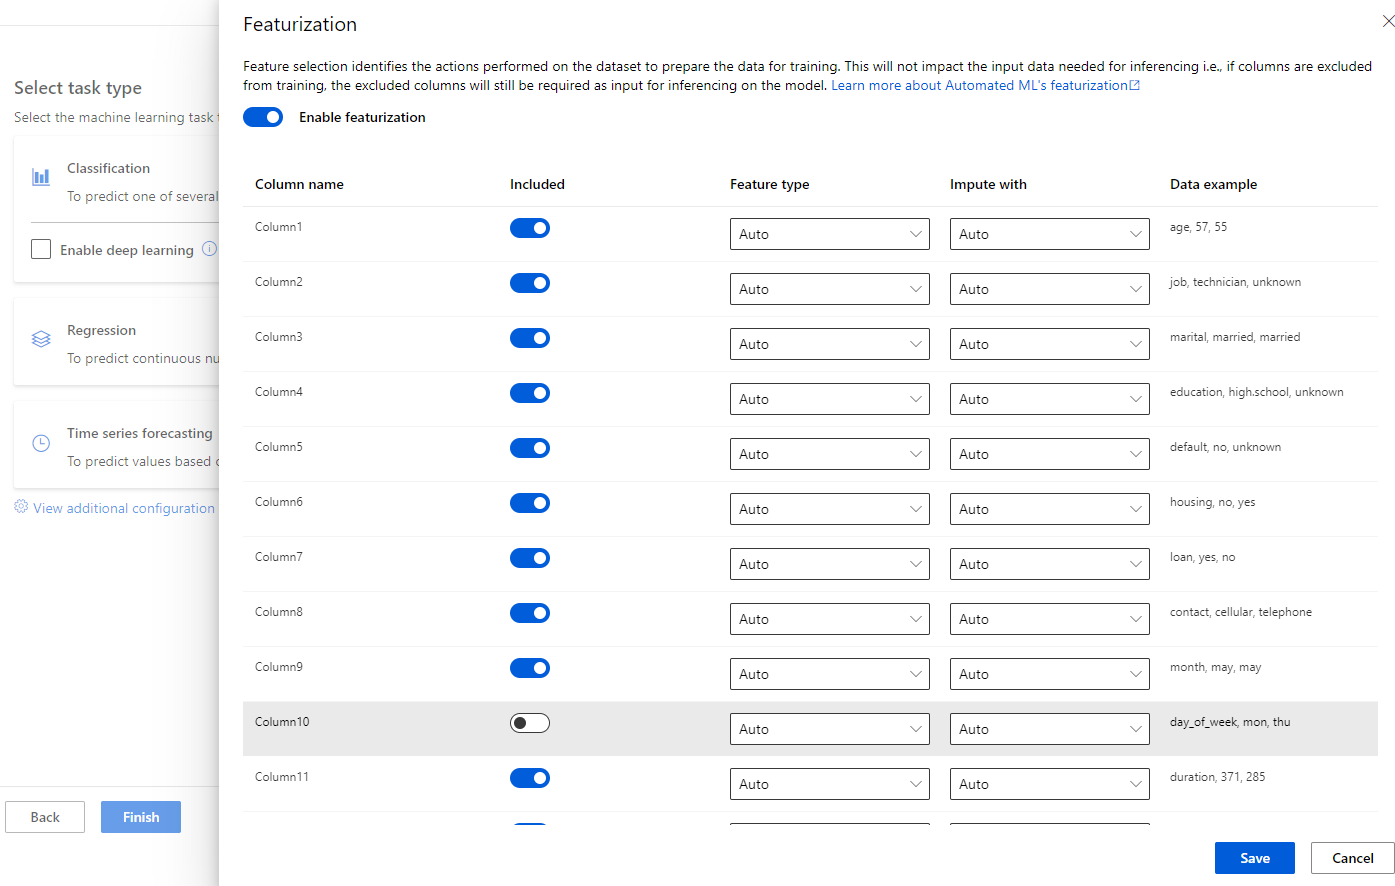 Select task type
Select the machine learning task
Classification
To predict one of several
Enable deep learning
Regression
To predict continuous nu
Time series forecasting
To predict values based
View additional configuration
Back
Finish
Featurization
Feature selection identifies the actions performed on the dataset to prepare the data for training. This will not impact the input data needed for inferencing i.e., if columns are excluded
from training, the excluded columns will still be required as input for inferencing on the model. Learn more about Automated ML's featurization
Enable featurization
Column name Included Feature type Impute with Data example
Column1 Auto Auto age, 57, 55
Column2 Auto Auto job, technician, unknown
Column3 Auto Auto marital, married, married
Column4 Auto Auto education, high.school, unknown
Column5 Auto Auto default, no, unknown
Column6 Auto Auto housing, no, yes
Column7 Auto Auto loan, yes, no
Column8 Auto Auto contact, cellular, telephone
Column9 Auto Auto month, may, may
Column10 Auto Auto day_of_week, mon, thu
Column11 Auto Auto duration, 371, 285
Save
Cancel